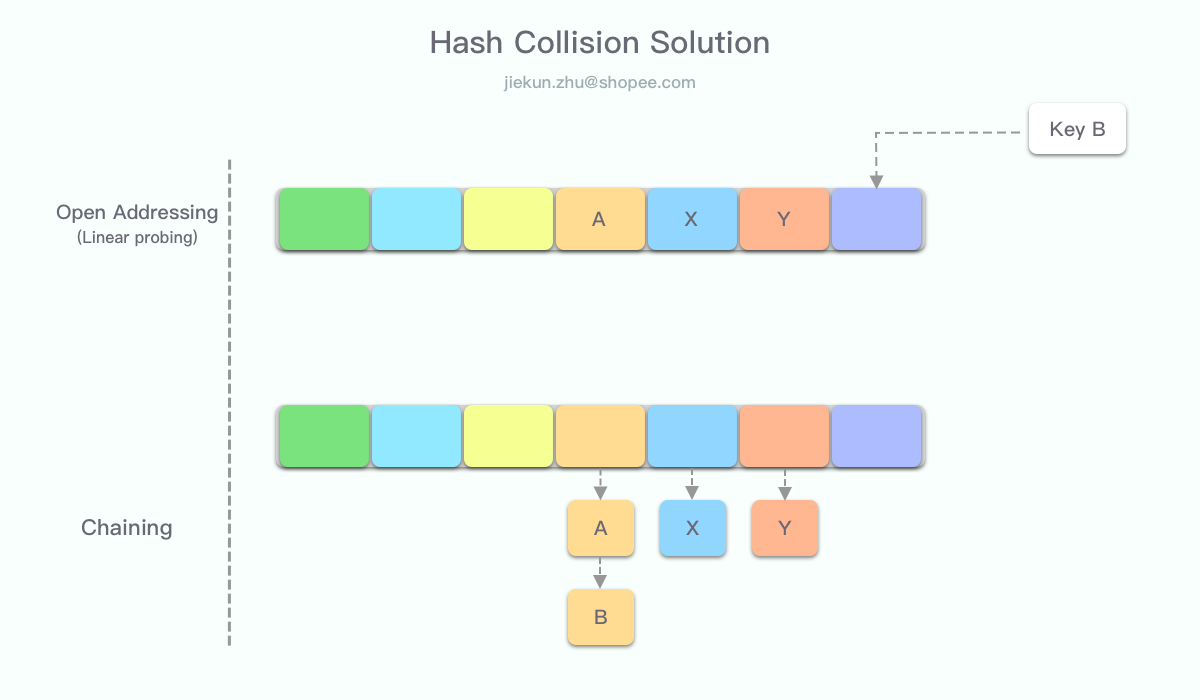 Hash Collision Solution
jiekun.zhu@shopee.com
Key B
Open Addressing
(Linear probing)
A
X
Y
Chaining
A
X
Y
B